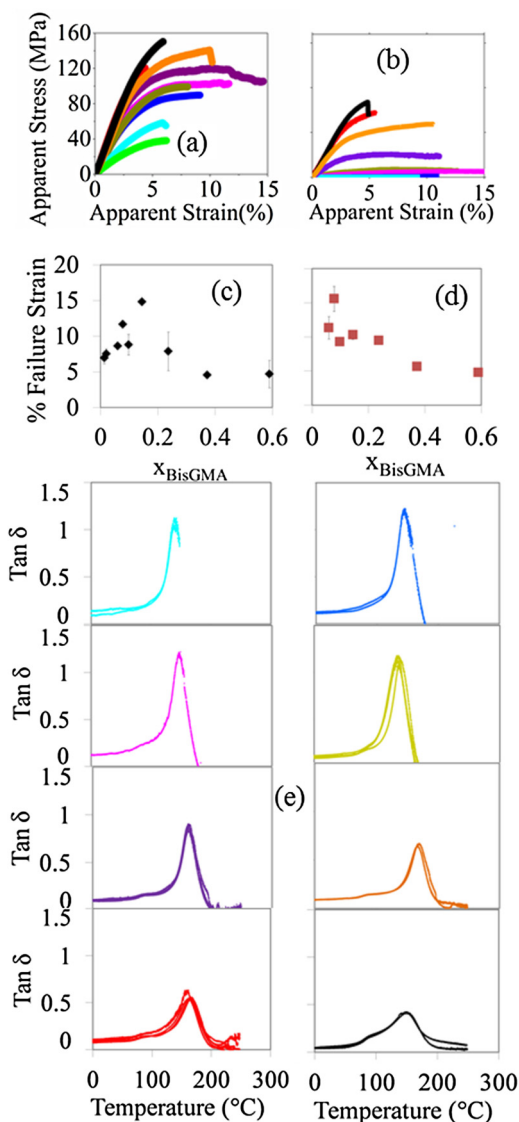 Apparent Stress (MPa)
160
120
80
40
0
(a)
(b)
0 5 10 15
0 5 10 15
Apparent Strain(%)
Apparent Strain (%)
% Failure Strain
20
15
10
5
0
(c)
(d)
0 0.2 0.4 0.6
0 0.2 0.4 0.6
xBisGMA
xBisGMA
Tan δ
1.5
1
0.5
0
Tan δ
1.5
1
0.5
0
(e)
Tan δ
1.5
1
0.5
0
Tan δ
1.5
1
0.5
0
0 100 200 300
0 100 200 300
Temperature (°C)
Temperature (°C)